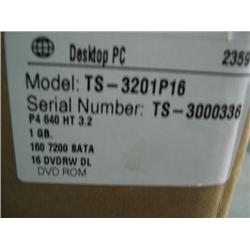 Desktop PC 2359
Model: TS-3201P16
Serial Number: TS-3000336
P4 640 HT 3.2
1 GB.
160 7200 SATA
16 DVDRW DL
DVD ROM